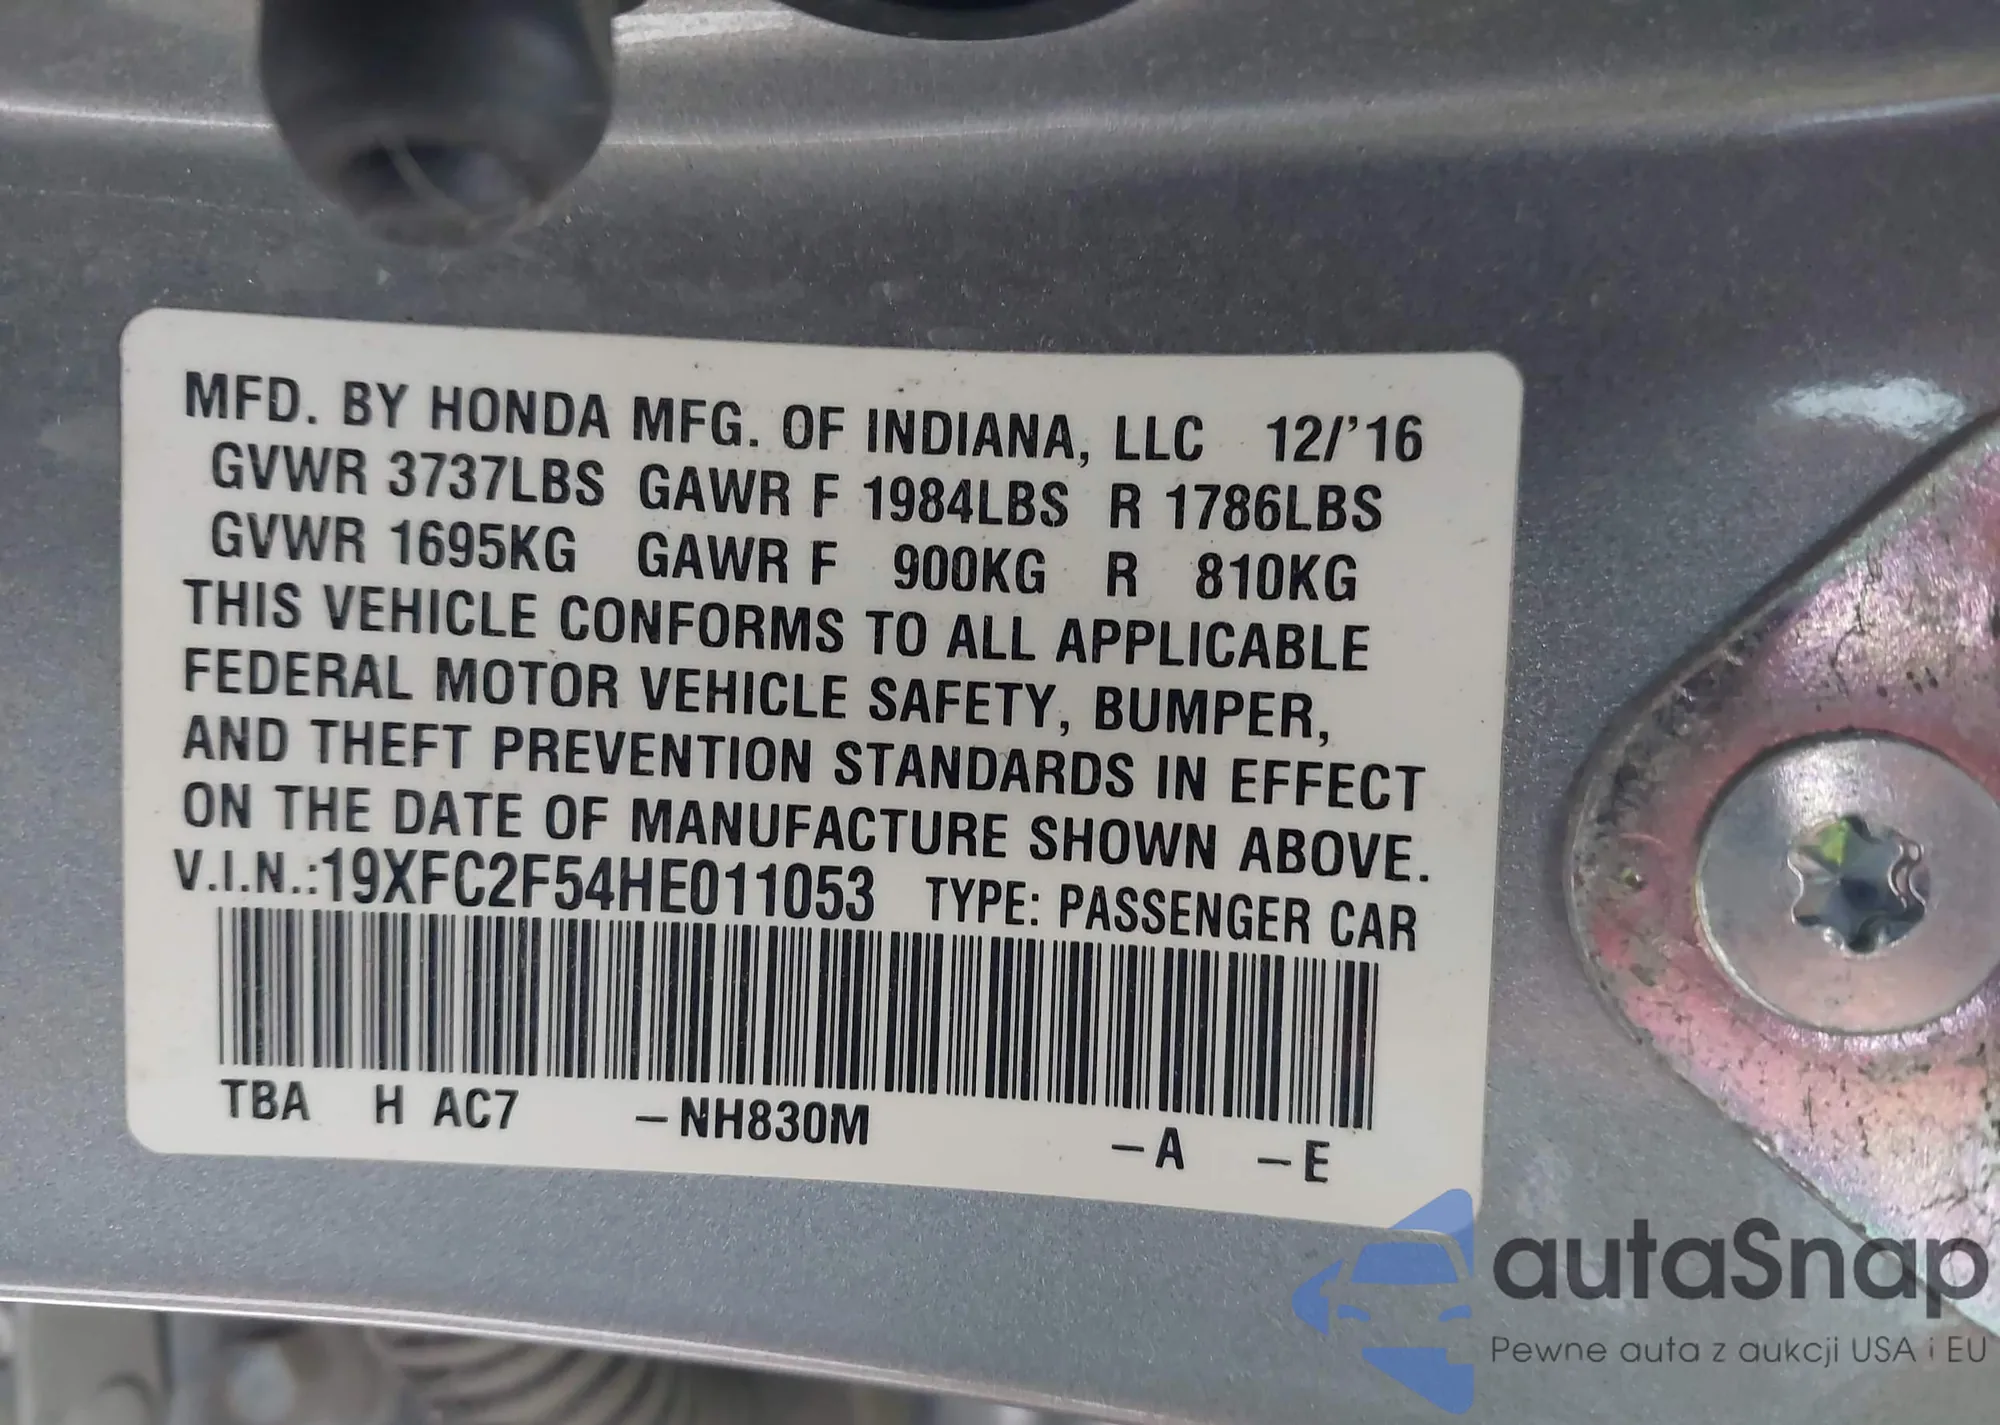 MFD. BY HONDA MFG. OF INDIANA, LLC 12/'16
GVWR 3737LBS GAWR F 1984LBS R 1786LBS
GVWR 1695KG GAWR F 900KG R 810KG
THIS VEHICLE CONFORMS TO ALL APPLICABLE
FEDERAL MOTOR VEHICLE SAFETY, BUMPER,
AND THEFT PREVENTION STANDARDS IN EFFECT
ON THE DATE OF MANUFACTURE SHOWN ABOVE.
V.I.N.:19XFC2F54HE011053 TYPE: PASSENGER CAR
TBA H AC7 –NH830M –A –E
autaSnap
Pewne auta z aukcji USA i EU